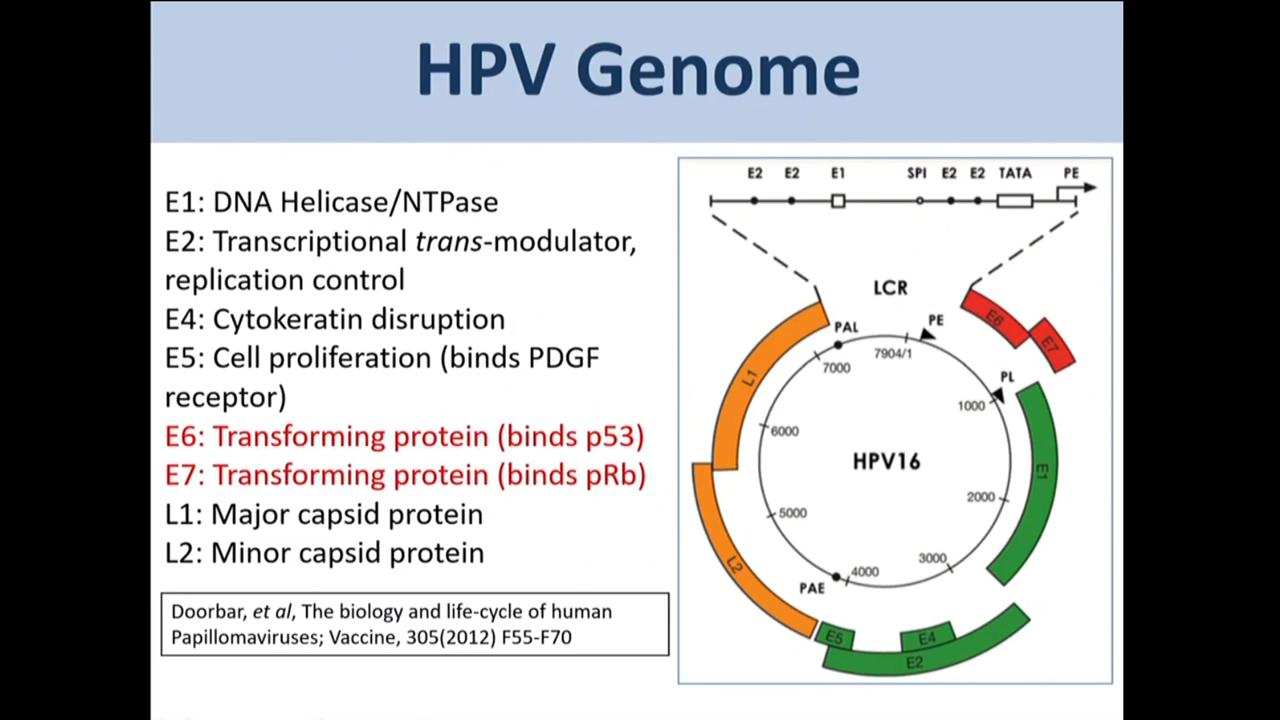 HPV Genome
E1: DNA Helicase/NTPase
E2: Transcriptional trans-modulator,
replication control
E4: Cytokeratin disruption
E5: Cell proliferation (binds PDGF
receptor)
E6: Transforming protein (binds p53)
E7: Transforming protein (binds pRb)
L1: Major capsid protein
L2: Minor capsid protein
Doorbar, et al, The biology and life-cycle of human
Papillomaviruses; Vaccine, 305(2012) F55-F70
E2 E2 E1 SPI E2 E2 TATA PE
LCR
E6
E7
PAL
PE
7904/1
7000
PL
1000
L1
6000
HPV16
E1
2000
5000
3000
4000
L2
PAE
E5
E4
E2